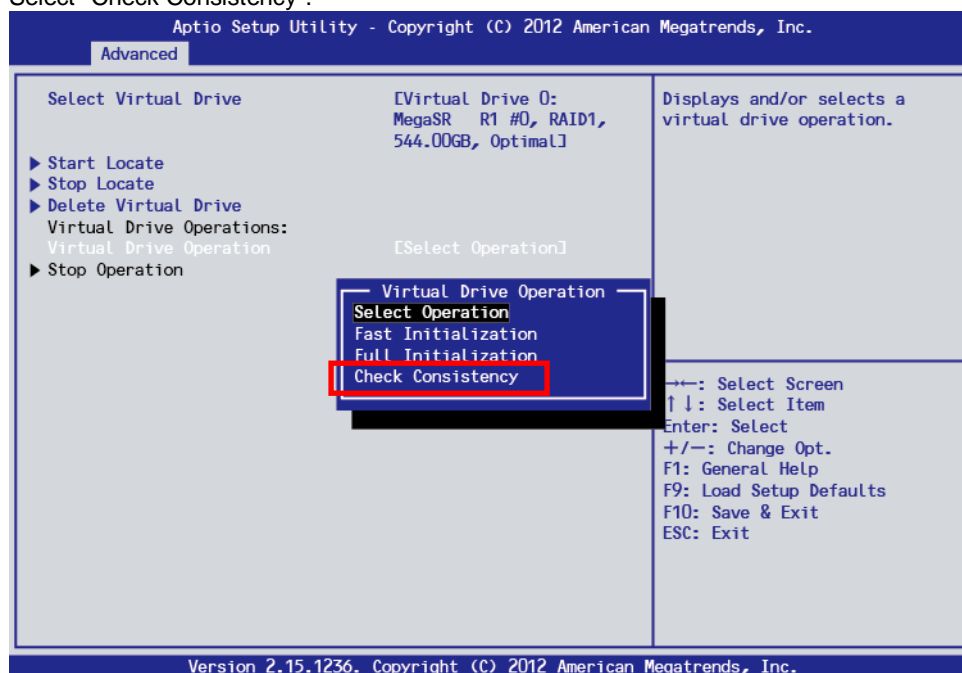 Select "Check Consistency".
Aptio Setup Utility - Copyright (C) 2012 American Megatrends, Inc.
Advanced
Select Virtual Drive [Virtual Drive 0:
MegaSR R1 #0, RAID1,
544.00GB, Optimal]
▶ Start Locate
▶ Stop Locate
▶ Delete Virtual Drive
Virtual Drive Operations:
Virtual Drive Operation [Select Operation]
▶ Stop Operation
Virtual Drive Operation
Select Operation
Fast Initialization
Full Initialization
Check Consistency
Displays and/or selects a
virtual drive operation.
→←: Select Screen
↑↓: Select Item
Enter: Select
+/—: Change Opt.
F1: General Help
F9: Load Setup Defaults
F10: Save & Exit
ESC: Exit
Version 2.15.1236. Copyright (C) 2012 American Megatrends, Inc.